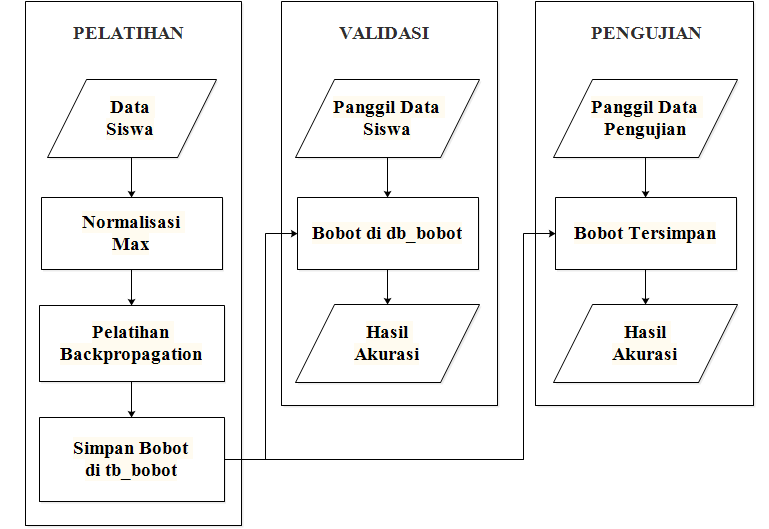 PELATIHAN
Data
Siswa
Normalisasi
Max
Pelatihan
Backpropagation
Simpan Bobot
di tb_bobot
VALIDASI
Panggil Data
Siswa
Bobot di db_bobot
Hasil
Akurasi
PENGUJIAN
Panggil Data
Pengujian
Bobot Tersimpan
Hasil
Akurasi